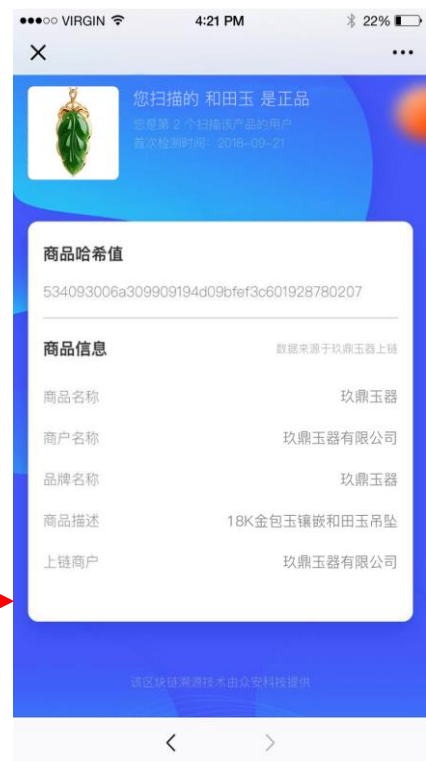 VIRGIN 4:21 PM 22%
您扫描的 和田玉 是正品
您是第 2 个扫描该产品的用户
首次检测时间：2018-09-21
商品哈希值
534093006a309909194d09bfef3c601928780207
商品信息 数据来源于玖鼎玉器上链
商品名称 玖鼎玉器
商户名称 玖鼎玉器有限公司
品牌名称 玖鼎玉器
商品描述 18K金包玉镶嵌和田玉吊坠
上链商户 玖鼎玉器有限公司
该区块链溯源技术由众安科技提供